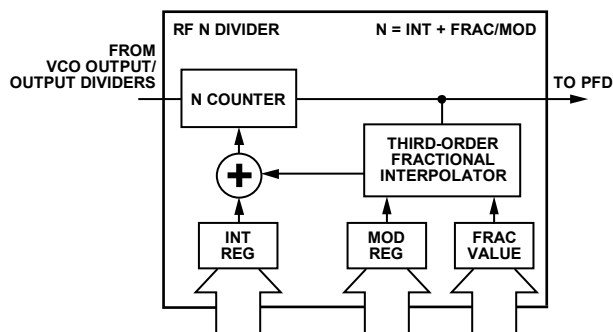 RF N DIVIDER
N = INT + FRAC/MOD
FROM
VCO OUTPUT/
OUTPUT DIVIDERS
TO PFD
N COUNTER
THIRD-ORDER
FRACTIONAL
INTERPOLATOR
+
INT
REG
MOD
REG
FRAC
VALUE